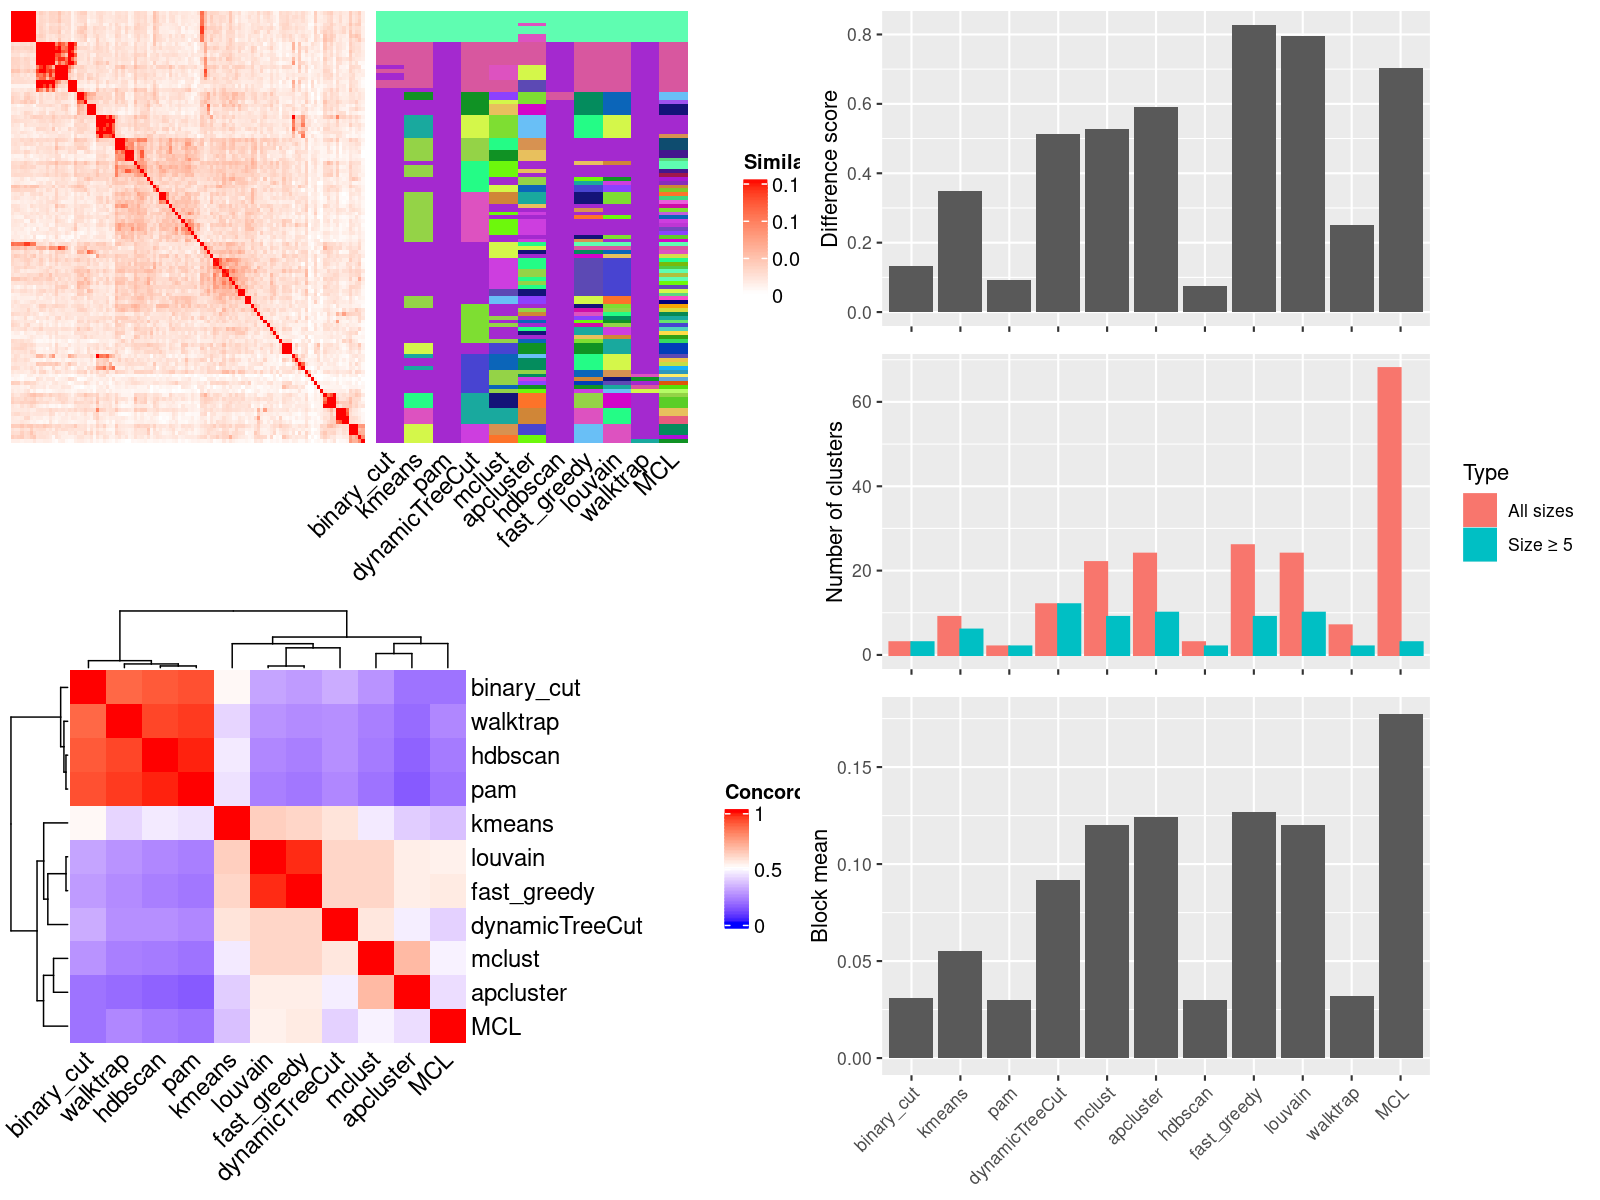 Simila
0.1
0.1
0.0
0
binary_cut
kmeans
pam
dynamicTreeCut
mclust
apcluster
hdbscan
fast_greedy
louvain
walktrap
MCL
binary_cut
walktrap
hdbscan
pam
kmeans
louvain
fast_greedy
dynamicTreeCut
mclust
apcluster
MCL
Concord
1
0.5
0
binary_cut
walktrap
hdbscan
pam
kmeans
louvain
fast_greedy
dynamicTreeCut
mclust
apcluster
MCL
Difference score
0.8
0.6
0.4
0.2
0.0
Number of clusters
60
40
20
0
Type
All sizes
Size ≥ 5
Block mean
0.15
0.10
0.05
0.00
binary_cut
kmeans
pam
dynamicTreeCut
mclust
apcluster
hdbscan
fast_greedy
louvain
walktrap
MCL